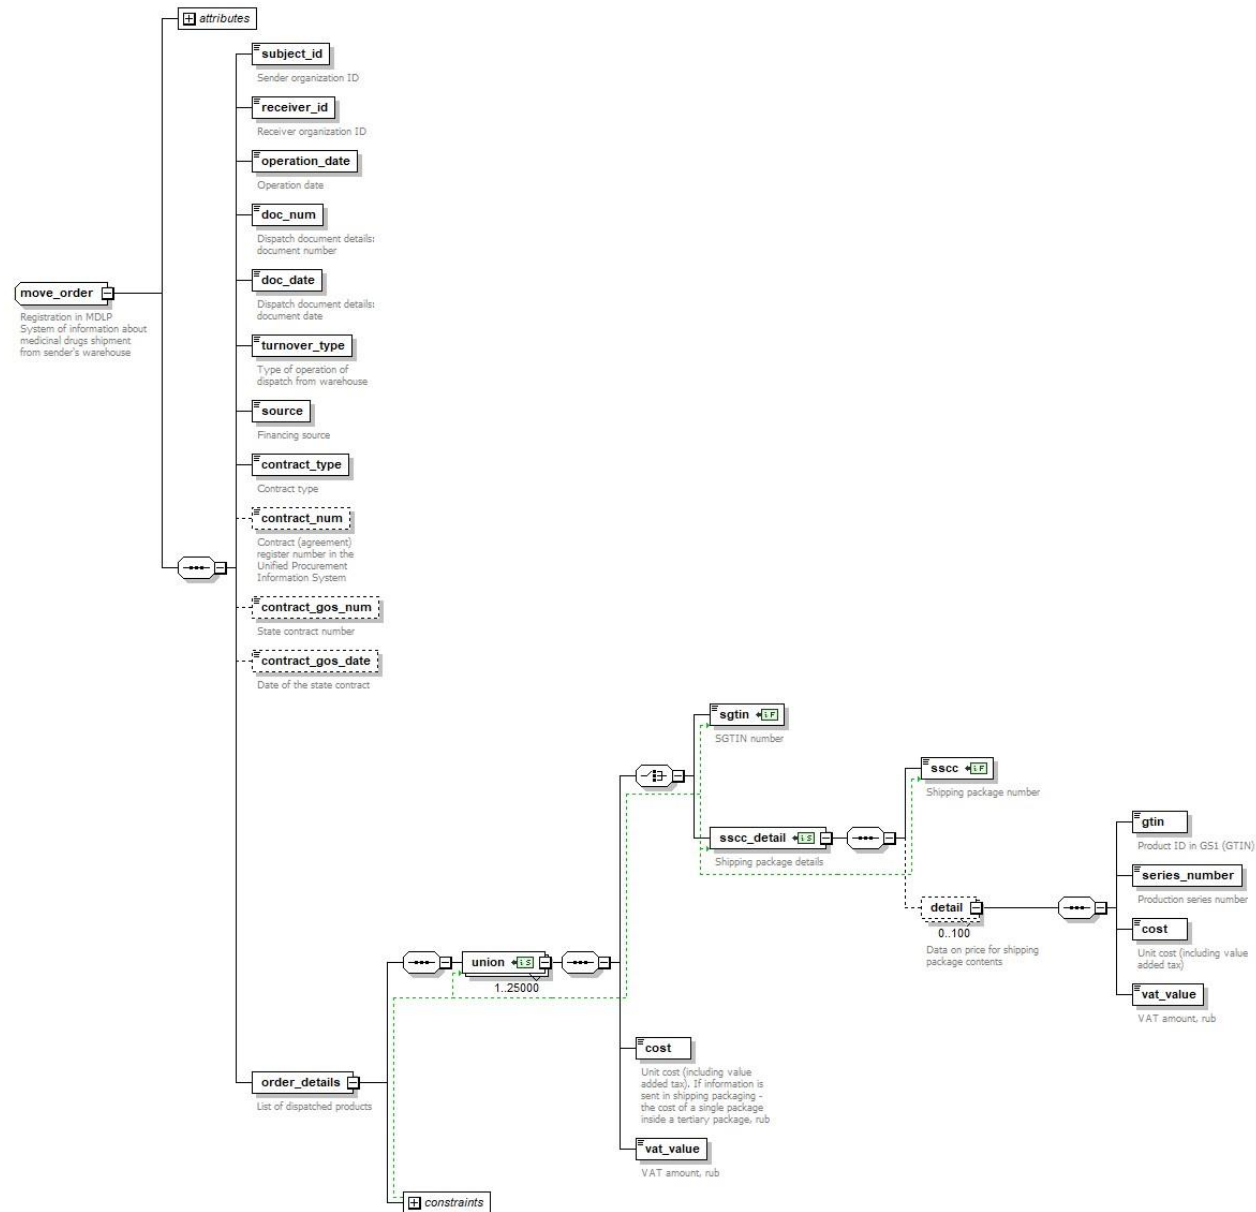 attributes
subject_id
Sender organization ID
receiver_id
Receiver organization ID
operation_date
Operation date
doc_num
Dispatch document details:
document number
doc_date
Dispatch document details:
document date
move_order
Registration in MDLP
System of information about
medicinal drugs shipment
from sender's warehouse
turnover_type
Type of operation of
dispatch from warehouse
source
Financing source
contract_type
Contract type
contract_num
Contract (agreement)
register number in the
Unified Procurement
Information System
contract_gos_num
State contract number
contract_gos_date
Date of the state contract
sgtin iF
SGTIN number
sscc iF
Shipping package number
sscc_detail iS
Shipping package details
gtin
Product ID in GS1 (GTIN)
series_number
Production series number
detail
0..100
Data on price for shipping
package contents
cost
Unit cost (including value
added tax)
vat_value
VAT amount, rub
union iS
1..25000
cost
Unit cost (including value
added tax). If information is
sent in shipping packaging -
the cost of a single package
inside a tertiary package, rub
order_details
List of dispatched products
vat_value
VAT amount, rub
constraints